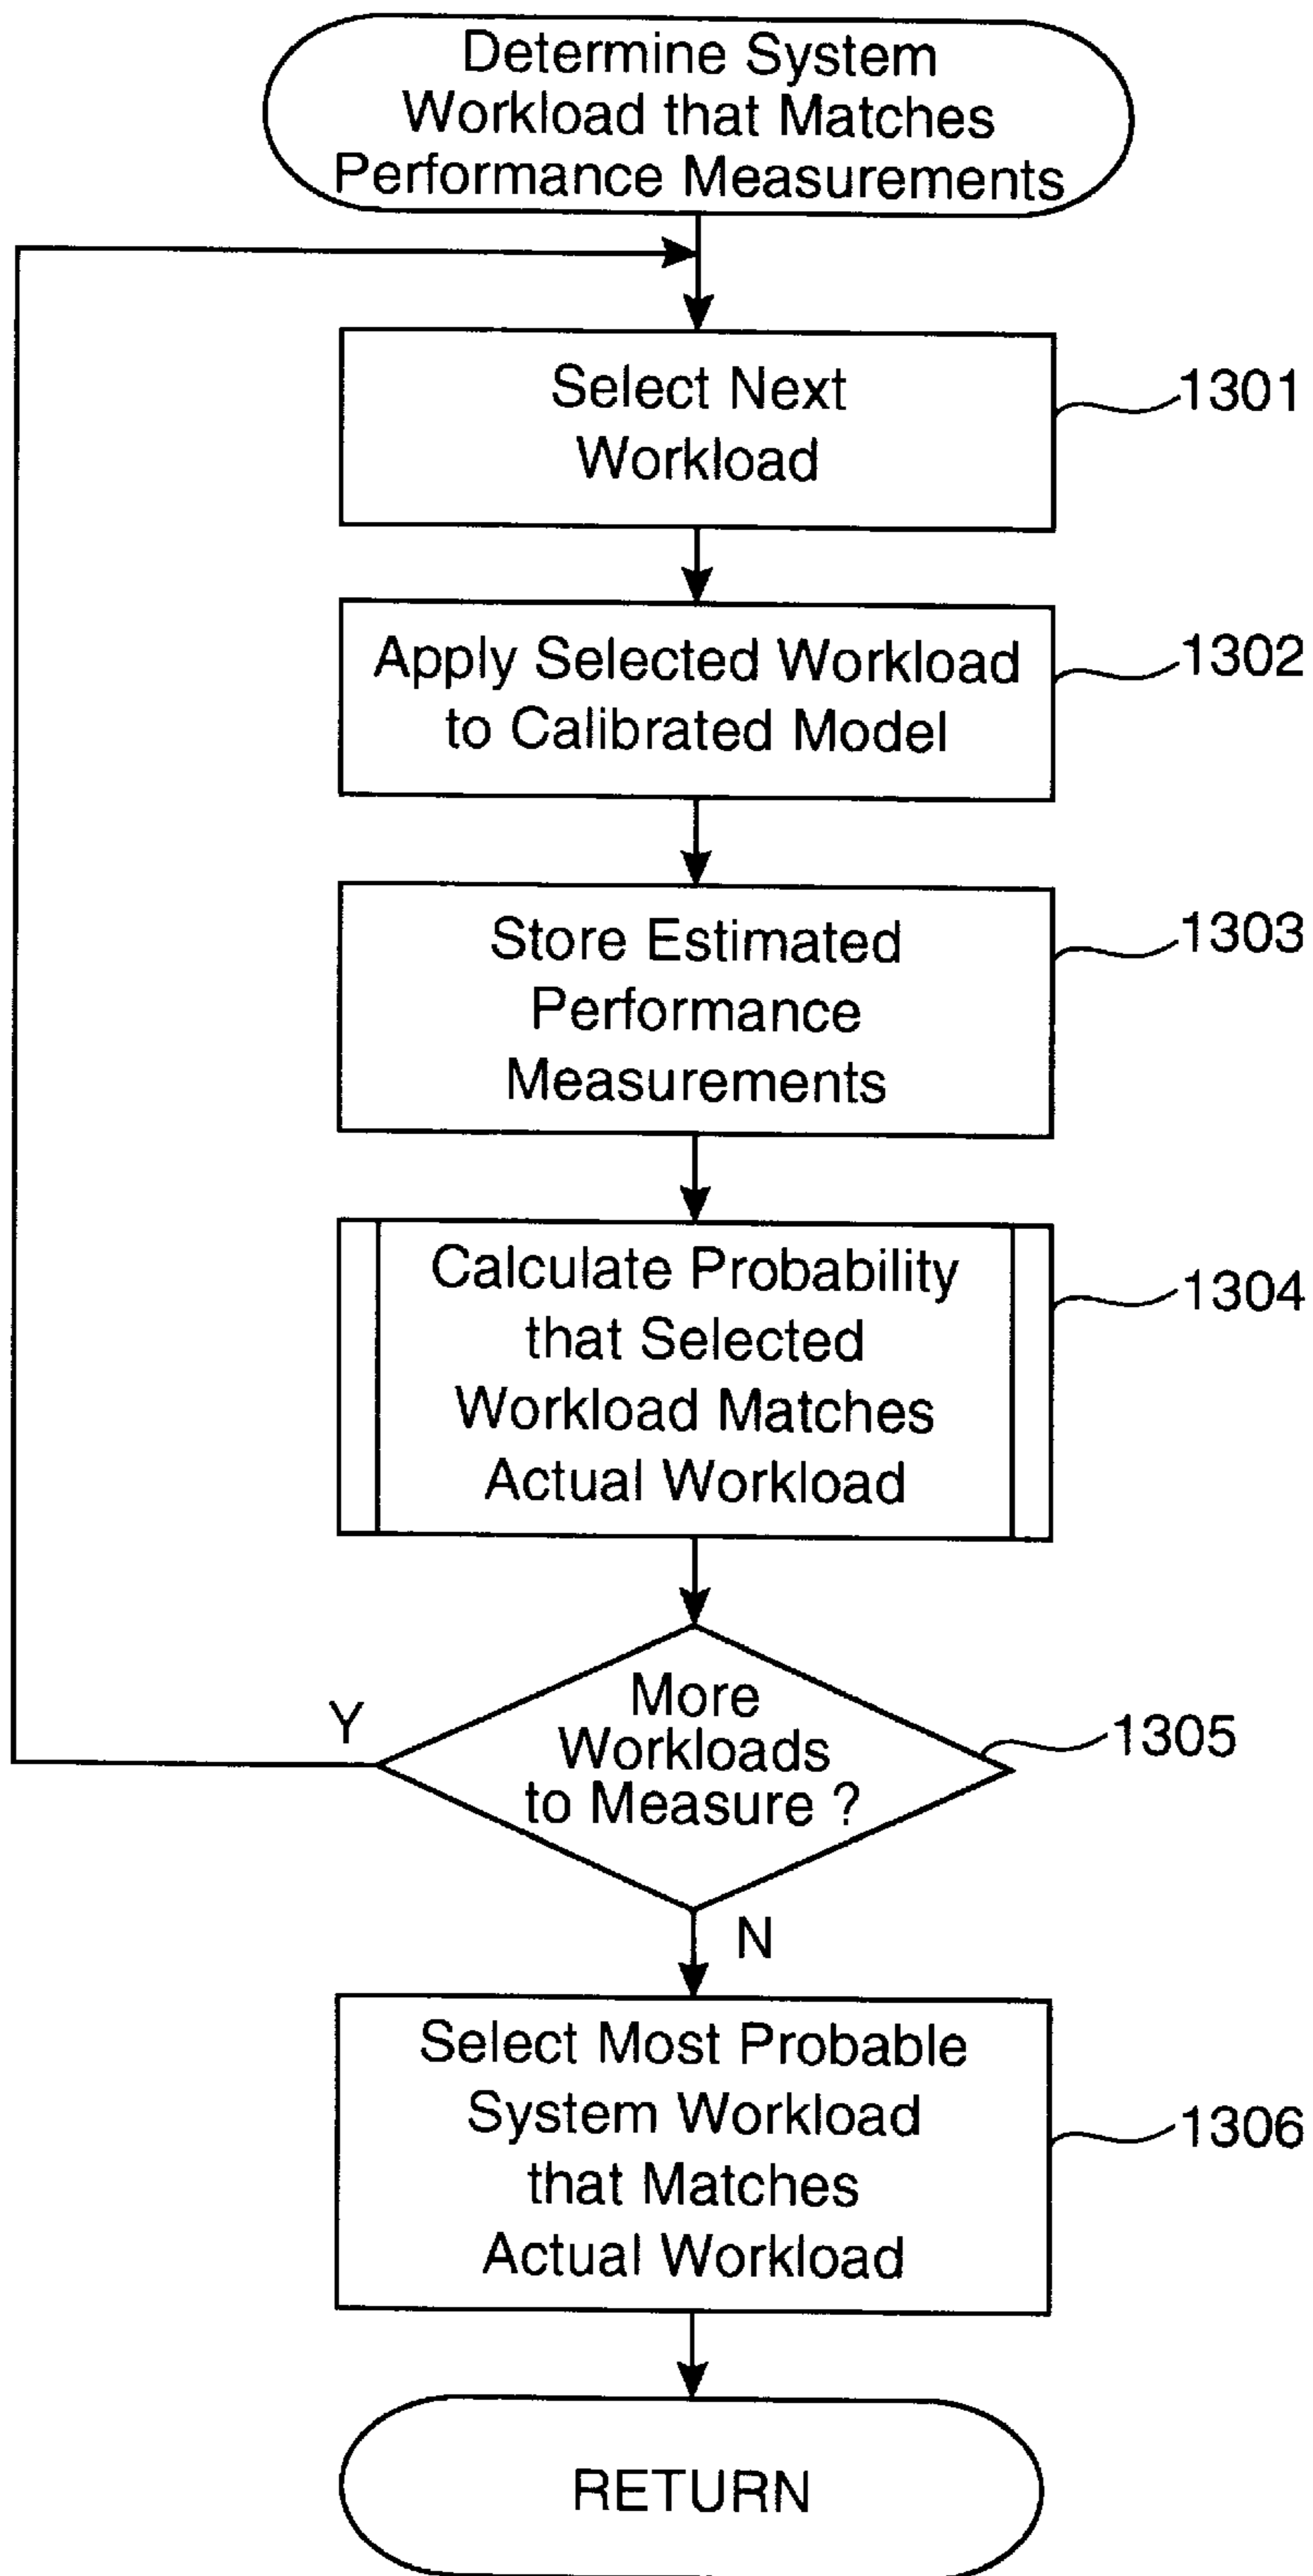 Determine System
Workload that Matches
Performance Measurements
Select Next
Workload
1301
Apply Selected Workload
to Calibrated Model
1302
Store Estimated
Performance
Measurements
1303
Calculate Probability
that Selected
Workload Matches
Actual Workload
1304
More
Workloads
to Measure ?
1305
Y
N
Select Most Probable
System Workload
that Matches
Actual Workload
1306
RETURN